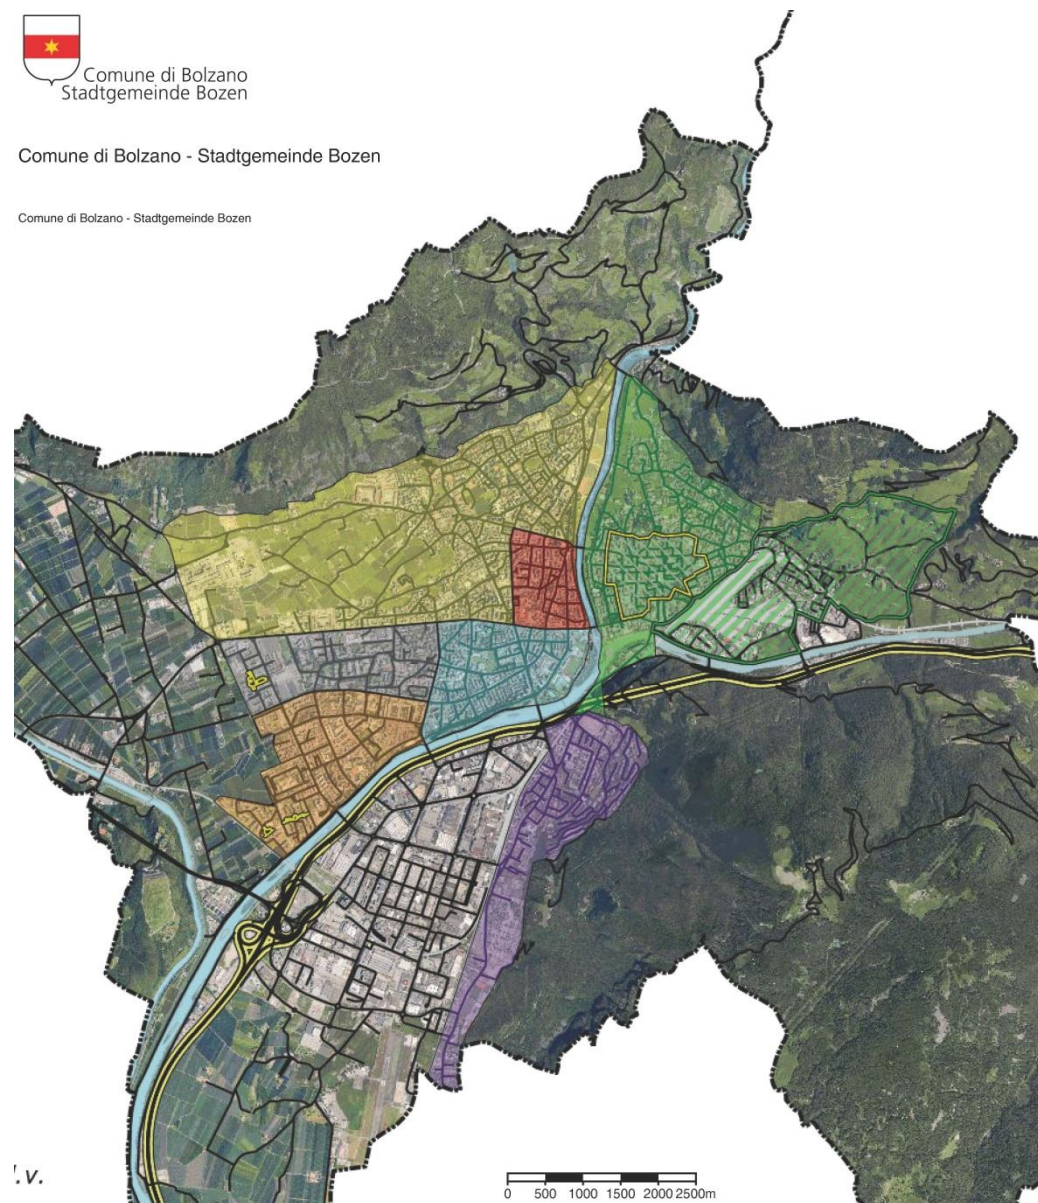 Comune di Bolzano
Stadtgemeinde Bozen
Comune di Bolzano - Stadtgemeinde Bozen
Comune di Bolzano - Stadtgemeinde Bozen
.v.
0 500 1000 1500 2000 2500m